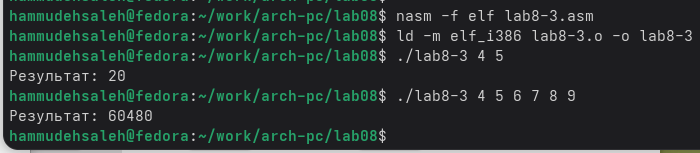 hammudehsaleh@fedora:~/work/arch-pc/lab08$ nasm -f elf lab8-3.asm
hammudehsaleh@fedora:~/work/arch-pc/lab08$ ld -m elf_i386 lab8-3.o -o lab8-3
hammudehsaleh@fedora:~/work/arch-pc/lab08$ ./lab8-3 4 5
Результат: 20
hammudehsaleh@fedora:~/work/arch-pc/lab08$ ./lab8-3 4 5 6 7 8 9
Результат: 60480
hammudehsaleh@fedora:~/work/arch-pc/lab08$